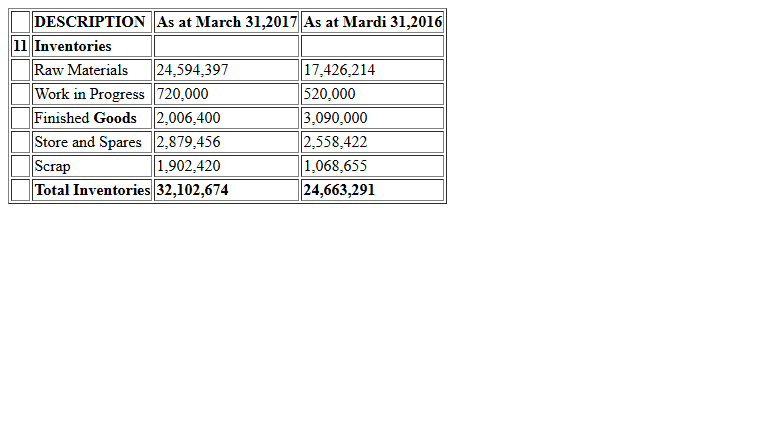 DESCRIPTION As at March 31,2017 As at Mardi 31,2016
11 Inventories
Raw Materials 24,594,397 17,426,214
Work in Progress 720,000 520,000
Finished Goods 2,006,400 3,090,000
Store and Spares 2,879,456 2,558,422
Scrap 1,902,420 1,068,655
Total Inventories 32,102,674 24,663,291